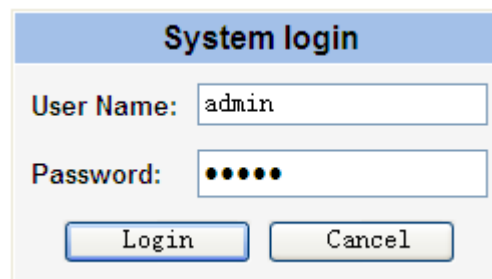 System login
User Name: admin
Password: •••••
Login Cancel